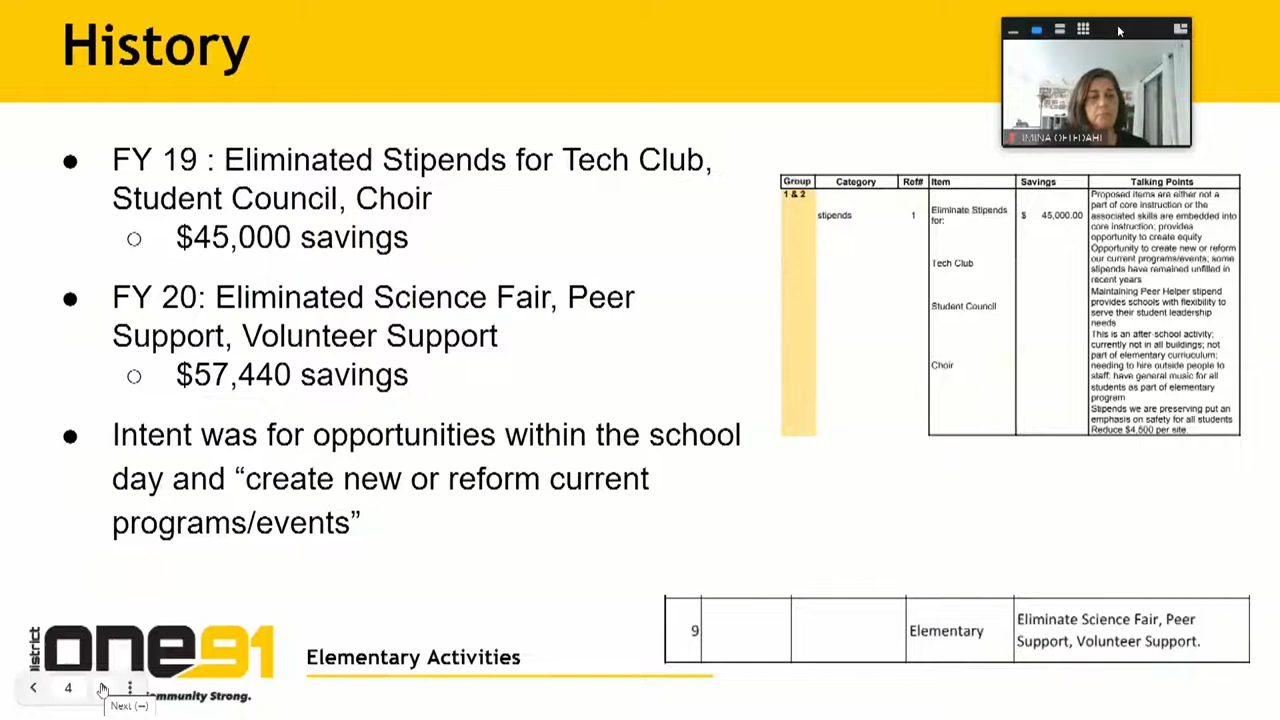 History
● FY 19 : Eliminated Stipends for Tech Club,
Student Council, Choir
○ $45,000 savings
● FY 20: Eliminated Science Fair, Peer
Support, Volunteer Support
○ $57,440 savings
● Intent was for opportunities within the school
day and “create new or reform current
programs/events”
Group Category Ref# Item Savings Talking Points
1 & 2
stipends 1 Eliminate Stipends
for:
$ 45,000.00
Tech Club
Student Council
Choir
Proposed items are either not a
part of core instruction or the
associated skills are embedded into
core instruction; provides
opportunity to create equity
Opportunity to create new or reform
our current programs/events; some
stipends have remained unfilled in
recent years
Maintaining Peer Helper stipend
provides schools with flexibility to
serve their student leadership
needs
This is an after-school activity;
currently not in all buildings; not
part of elementary curriuculum;
needing to hire outside people to
staff; have general music for all
students as part of elementary
program
Stipends we are preserving put an
emphasis on safety for all students
Reduce $4,500 per site.
9 Elementary Eliminate Science Fair, Peer
Support, Volunteer Support.
district
one91
ommunity Strong.
Elementary Activities
4
Next (→)